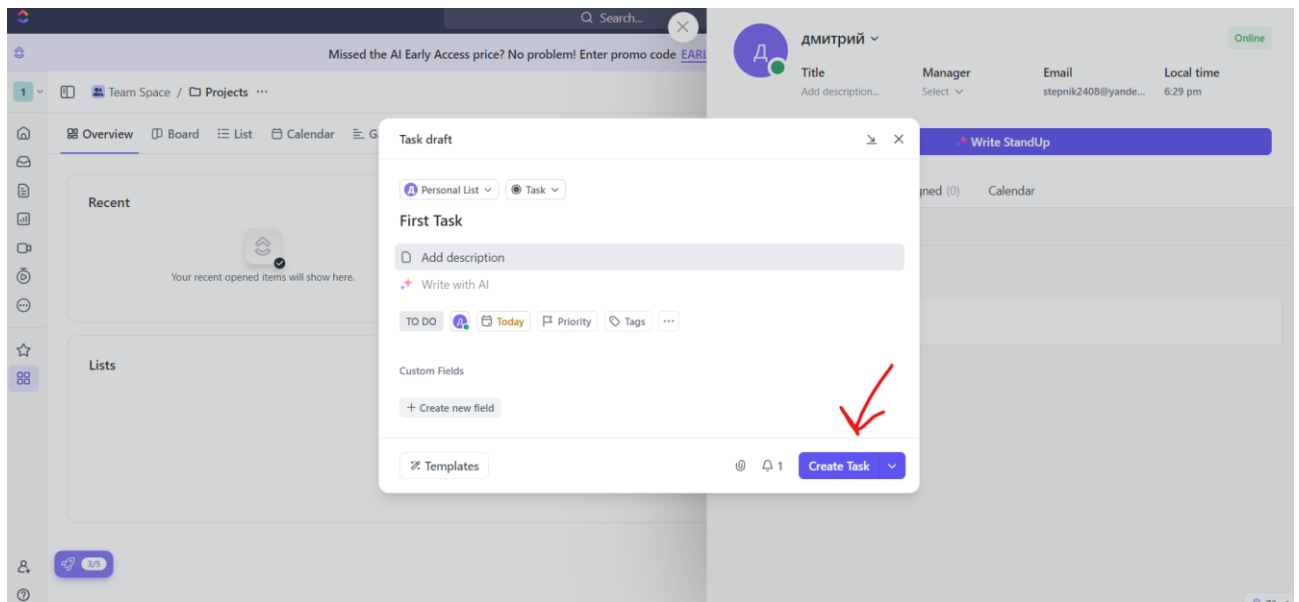 Search...
Missed the AI Early Access price? No problem! Enter promo code EARL
дмитрий
Online
Title
Manager
Email
Local time
Add description...
Select
stepnik2408@yande...
6:29 pm
1
Team Space / Projects ...
Overview
Board
List
Calendar
Write StandUp
(0)
Calendar
Recent
Your recent opened items will show here.
Lists
3/5
Task draft
Д Personal List
Task
First Task
Add description
Write with AI
TO DO
Д
Today
Priority
Tags
...
Custom Fields
+ Create new field
Templates
1
Create Task
Д